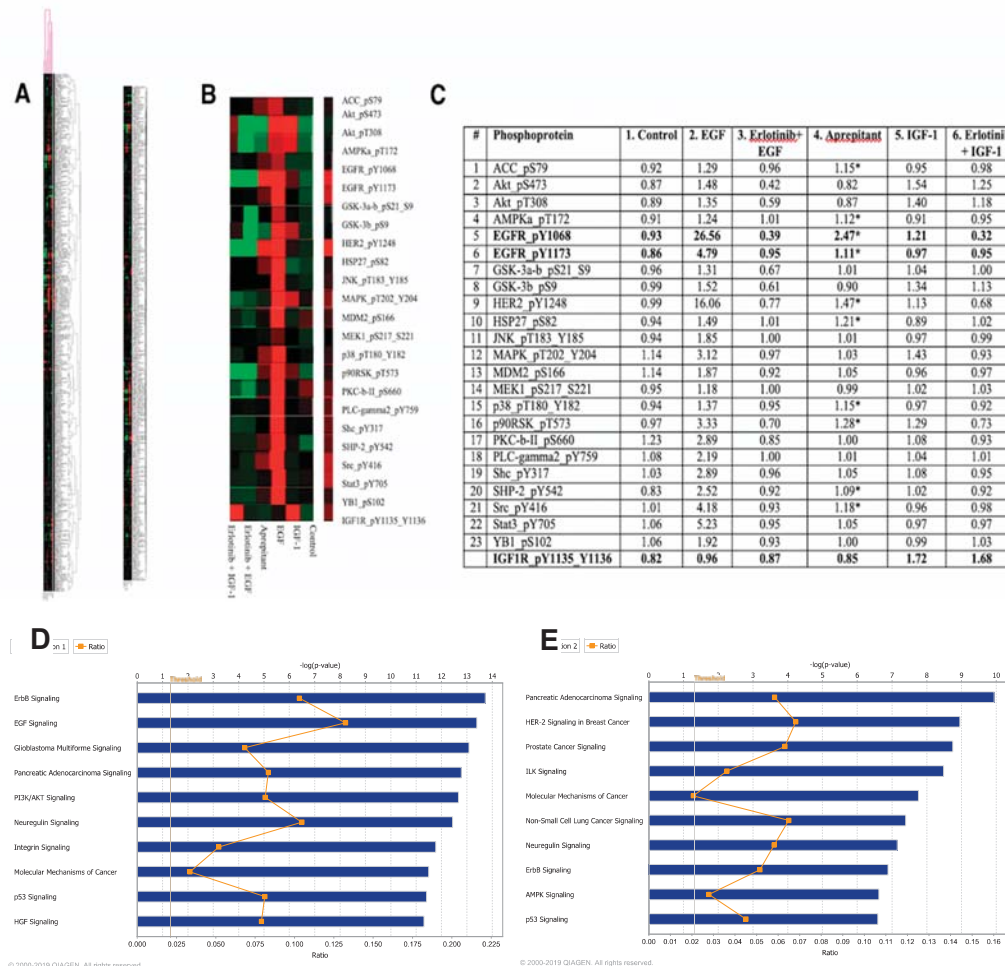 A
B
C
ACC_pS79
Akt_pS473
Akt_pT308
AMPKa_pT172
EGFR_pY1068
EGFR_pY1173
GSK-3a-b_pS21_S9
GSK-3b_pS9
HER2_pY1248
HSP27_pS82
JNK_pT183_Y185
MAPK_pT202_Y204
MDM2_pS166
MEK1_pS217_S221
p38_pT180_Y182
p90RSK_pT573
PKC-b-II_pS660
PLC-gamma2_pY759
Shc_pY317
SHP-2_pY542
Src_pY416
Stat3_pY705
YB1_pS102
IGF1R_pY1135_Y1136
Erlotinib + IGF-1
Erlotinib + EGF
Aprepitant
EGF
IGF-1
Control
# Phosphoprotein 1. Control 2. EGF 3. Erlotinib+ EGF 4. Aprepitant 5. IGF-1 6. Erlotini + IGF-1
1 ACC_pS79 0.92 1.29 0.96 1.15* 0.95 0.98
2 Akt_pS473 0.87 1.48 0.42 0.82 1.54 1.25
3 Akt_pT308 0.89 1.35 0.59 0.87 1.40 1.18
4 AMPKa_pT172 0.91 1.24 1.01 1.12* 0.91 0.95
5 EGFR_pY1068 0.93 26.56 0.39 2.47* 1.21 0.32
6 EGFR_pY1173 0.86 4.79 0.95 1.11* 0.97 0.95
7 GSK-3a-b_pS21_S9 0.96 1.31 0.67 1.01 1.04 1.00
8 GSK-3b_pS9 0.99 1.52 0.61 0.90 1.34 1.13
9 HER2_pY1248 0.99 16.06 0.77 1.47* 1.13 0.68
10 HSP27_pS82 0.94 1.49 1.01 1.21* 0.89 1.02
11 JNK_pT183_Y185 0.94 1.85 1.00 1.01 0.97 0.99
12 MAPK_pT202_Y204 1.14 3.12 0.97 1.03 1.43 0.93
13 MDM2_pS166 1.14 1.87 0.92 1.05 0.96 0.97
14 MEK1_pS217_S221 0.95 1.18 1.00 0.99 1.02 1.03
15 p38_pT180_Y182 0.94 1.37 0.95 1.15* 0.97 0.92
16 p90RSK_pT573 0.97 3.33 0.70 1.28* 1.29 0.73
17 PKC-b-II_pS660 1.23 2.89 0.85 1.00 1.08 0.93
18 PLC-gamma2_pY759 1.08 2.19 1.00 1.01 1.04 1.01
19 Shc_pY317 1.03 2.89 0.96 1.05 1.08 0.95
20 SHP-2_pY542 0.83 2.52 0.92 1.09* 1.02 0.92
21 Src_pY416 1.01 4.18 0.93 1.18* 0.96 0.98
22 Stat3_pY705 1.06 5.23 0.95 1.05 0.97 0.97
23 YB1_pS102 1.06 1.92 0.93 1.00 0.99 1.03
IGF1R_pY1135_Y1136 0.82 0.96 0.87 0.85 1.72 1.68
D
on 1 Ratio
-log(p-value)
0 1 2 3 4 5 6 7 8 9 10 11 12 13 14
Threshold
ErbB Signaling
EGF Signaling
Glioblastoma Multiforme Signaling
Pancreatic Adenocarcinoma Signaling
PI3K/AKT Signaling
Neuregulin Signaling
Integrin Signaling
Molecular Mechanisms of Cancer
p53 Signaling
HGF Signaling
0.000 0.025 0.050 0.075 0.100 0.125 0.150 0.175 0.200 0.225
Ratio
© 2000-2019 QIAGEN. All rights reserved.
E
ion 2 Ratio
-log(p-value)
0 1 2 3 4 5 6 7 8 9 10
Threshold
Pancreatic Adenocarcinoma Signaling
HER-2 Signaling in Breast Cancer
Prostate Cancer Signaling
ILK Signaling
Molecular Mechanisms of Cancer
Non-Small Cell Lung Cancer Signaling
Neuregulin Signaling
ErbB Signaling
AMPK Signaling
p53 Signaling
0.00 0.01 0.02 0.03 0.04 0.05 0.06 0.07 0.08 0.09 0.10 0.11 0.12 0.13 0.14 0.15 0.16
Ratio
© 2000-2019 QIAGEN. All rights reserved.